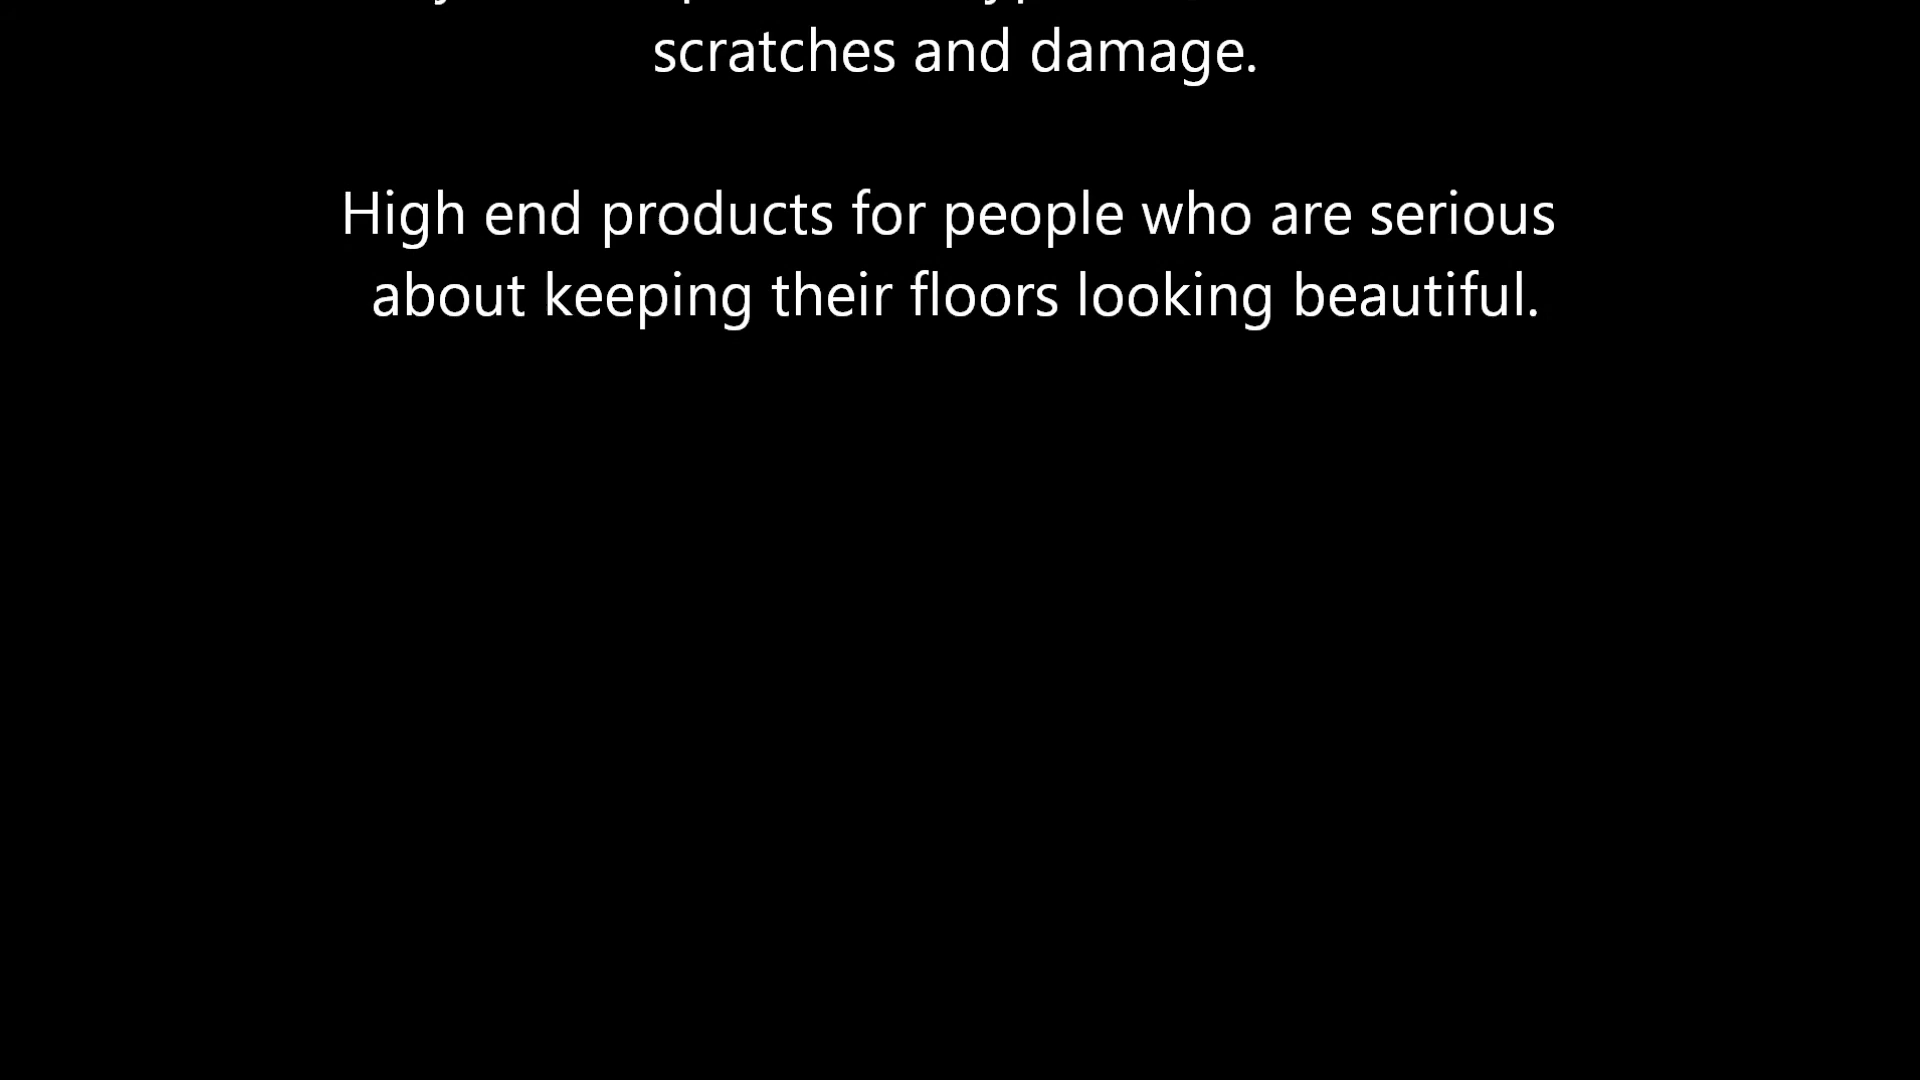 scratches and damage.
High end products for people who are serious
about keeping their floors looking beautiful.